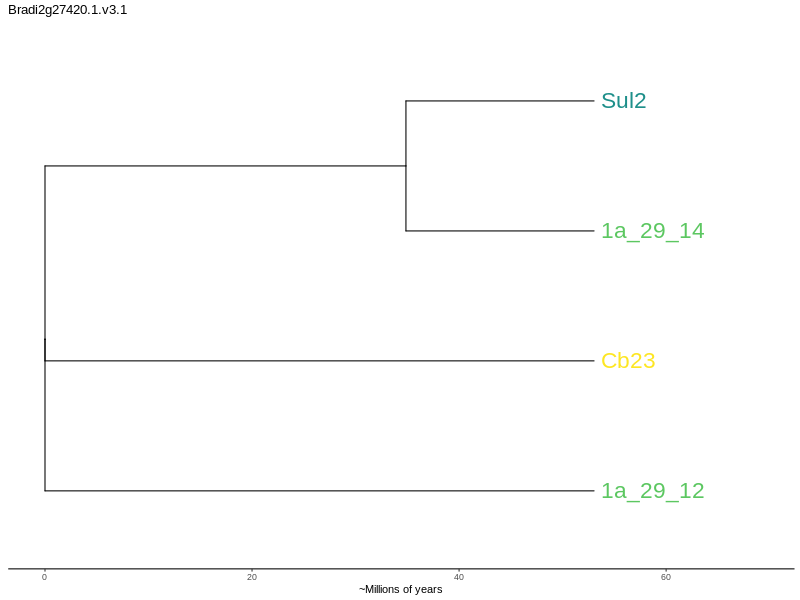 Bradi2g27420.1.v3.1
Sul2
1a_29_14
Cb23
1a_29_12
0 20 40 60
~Millions of years